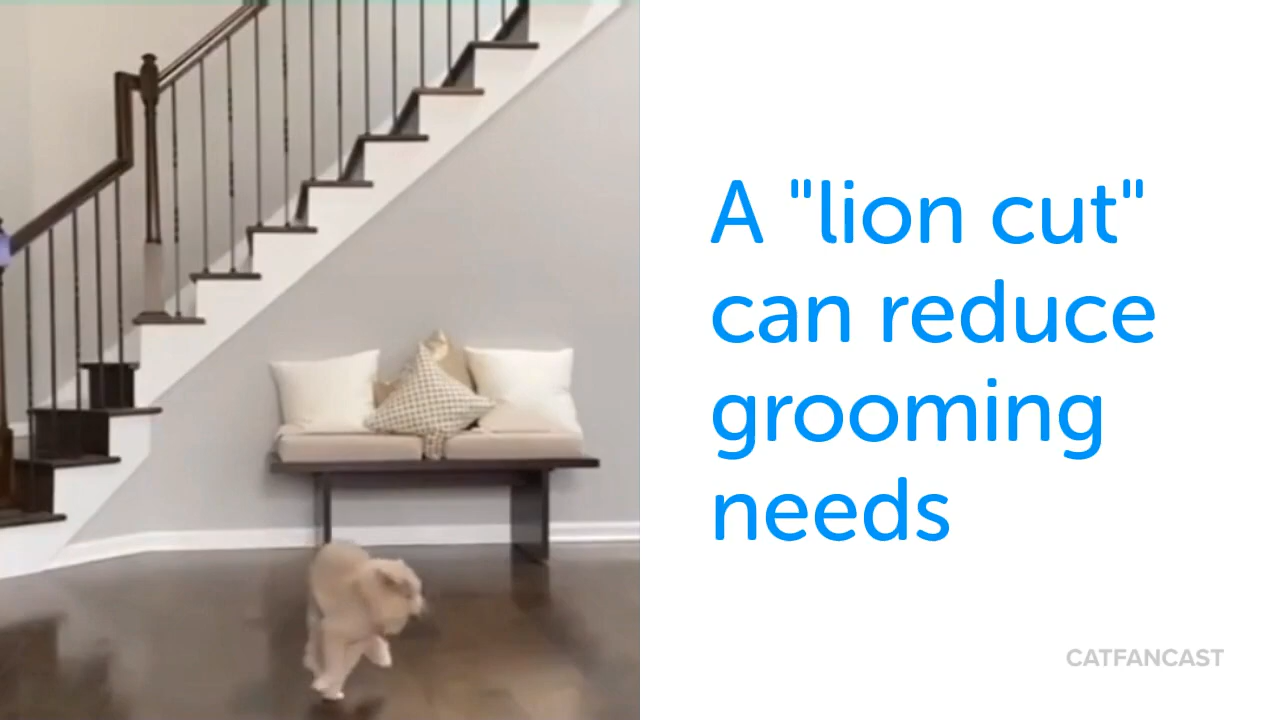 A "lion cut"
can reduce
grooming
needs
CATFANCAST